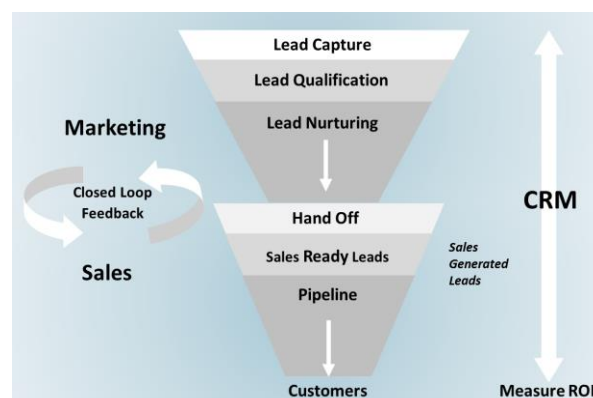 Lead Capture
Lead Qualification
Lead Nurturing
Marketing
Closed Loop
Feedback
Sales
Hand Off
Sales Ready Leads
Pipeline
Customers
Sales
Generated
Leads
CRM
Measure ROI